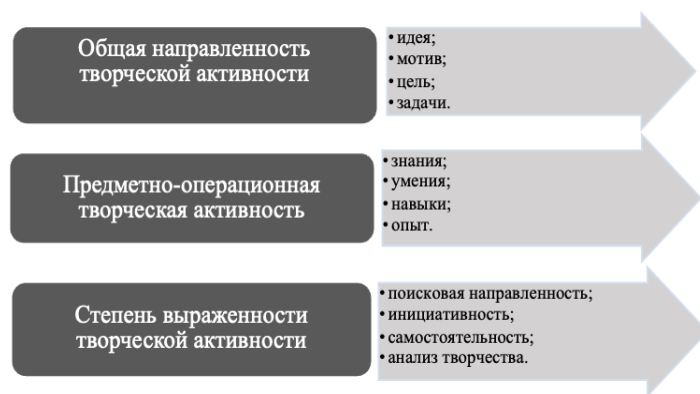 Общая направленность
творческой активности
• идея;
• мотив;
• цель;
• задачи.
Предметно-операционная
творческая активность
• знания;
• умения;
• навыки;
• опыт.
Степень выраженности
творческой активности
• поисковая направленность;
• инициативность;
• самостоятельность;
• анализ творчества.